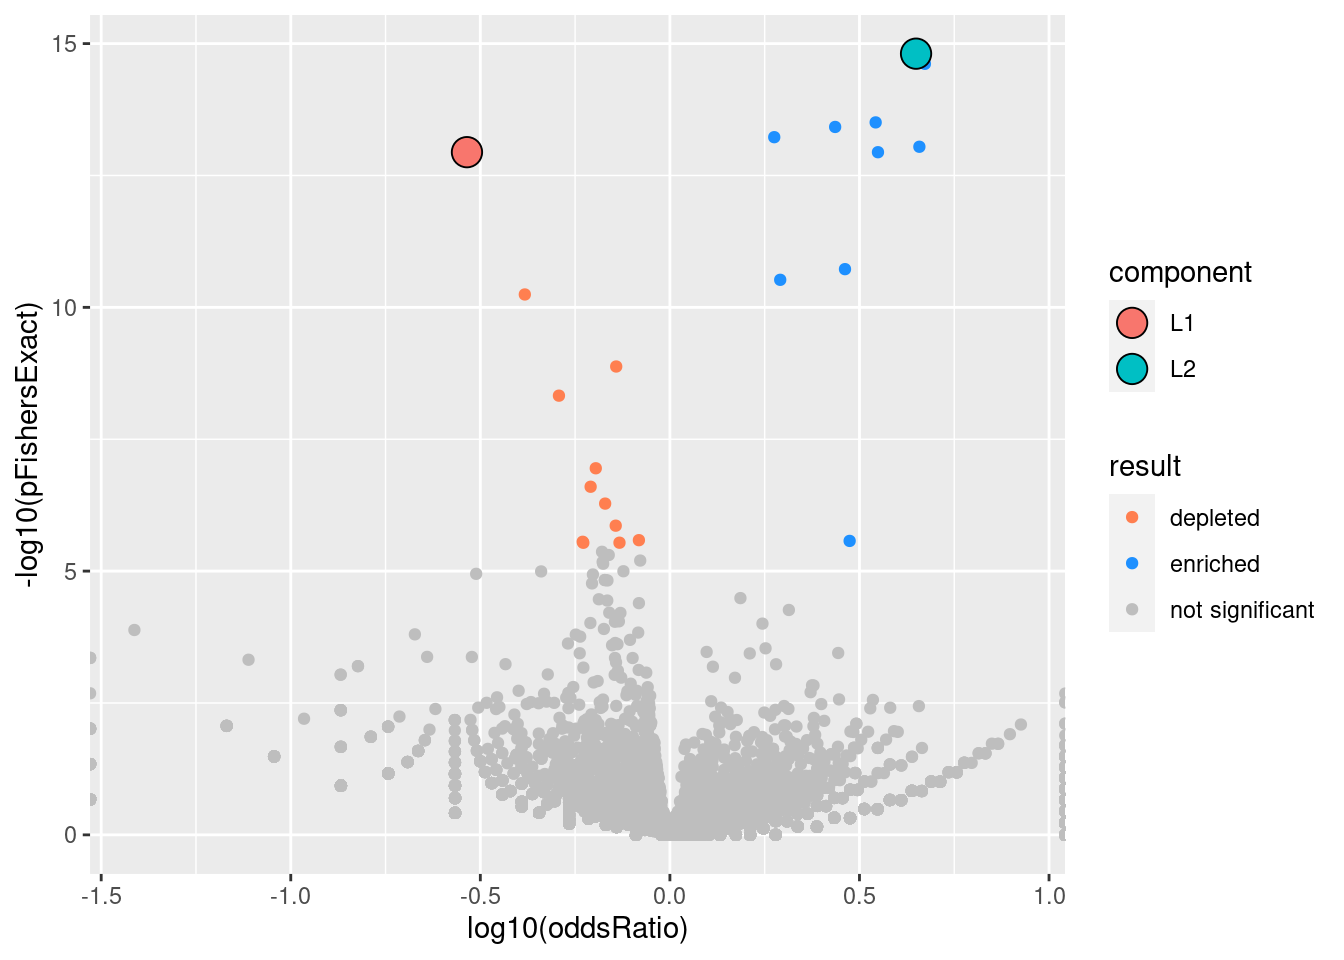 15
10
5
0
-1.5
-1.0
-0.5
0.0
0.5
1.0
log10(oddsRatio)
-log10(pFishersExact)
component
L1
L2
result
depleted
enriched
not significant